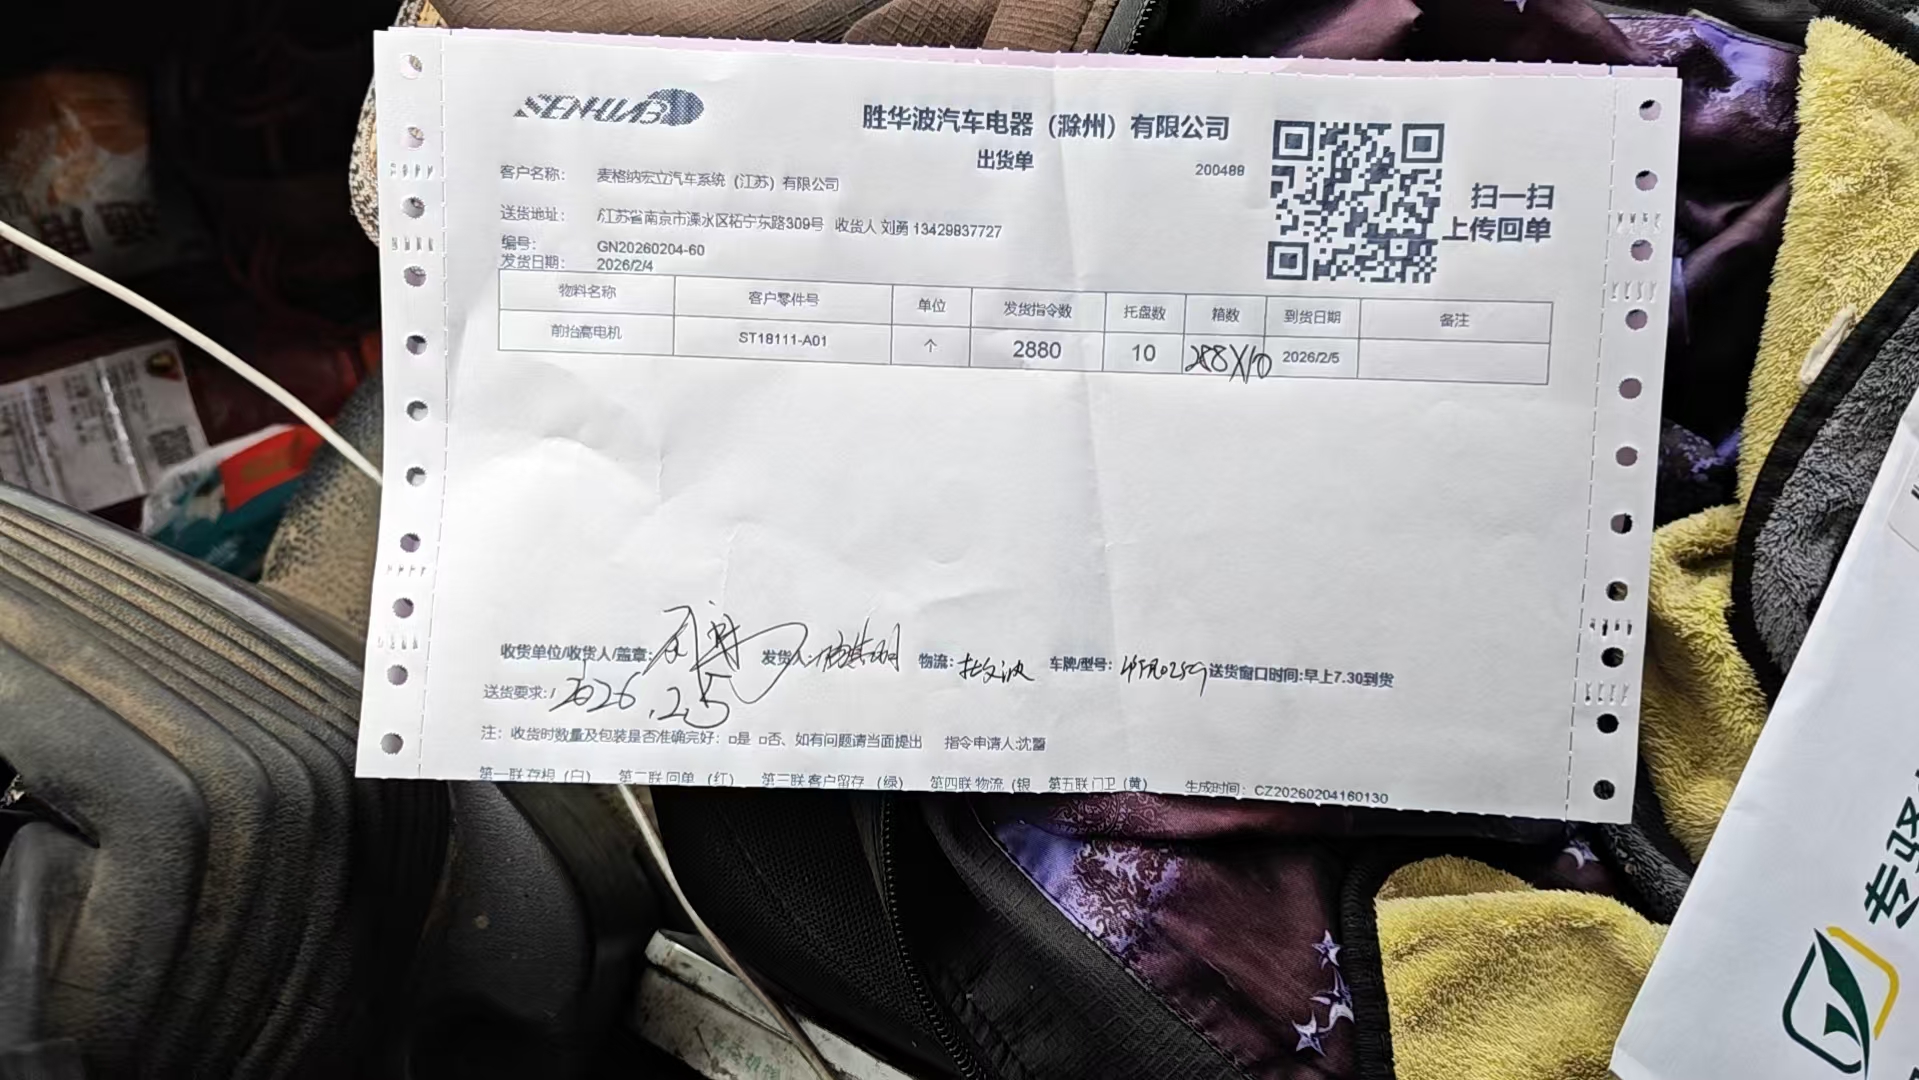 SENHUAB
胜华波汽车电器（滁州）有限公司
出货单
200488
扫一扫
上传回单
客户名称： 麦格纳宏立汽车系统（江苏）有限公司
送货地址： /江苏省南京市溧水区柘宁东路309号 收货人 刘勇 13429837727
编号： GN20260204-60
发货日期： 2026/2/4
物料名称 客户零件号 单位 发货指令数 托盘数 箱数 到货日期 备注
前抬高电机 ST18111-A01 个 2880 10 288X10 2026/2/5
收货单位/收货人/盖章： 发货人: 物流： 车牌/型号： 送货窗口时间:早上7.30到货
送货要求: / 2026.2.5
注： 收货时数量及包装是否准确完好： □是 □否、如有问题请当面提出 指令申请人:沈
第一联 存根（白） 第二联 回单 （红） 第三联 客户留存 （绿） 第四联 物流（银 第五联 门卫（黄） 生成时间： CZ20260204160130